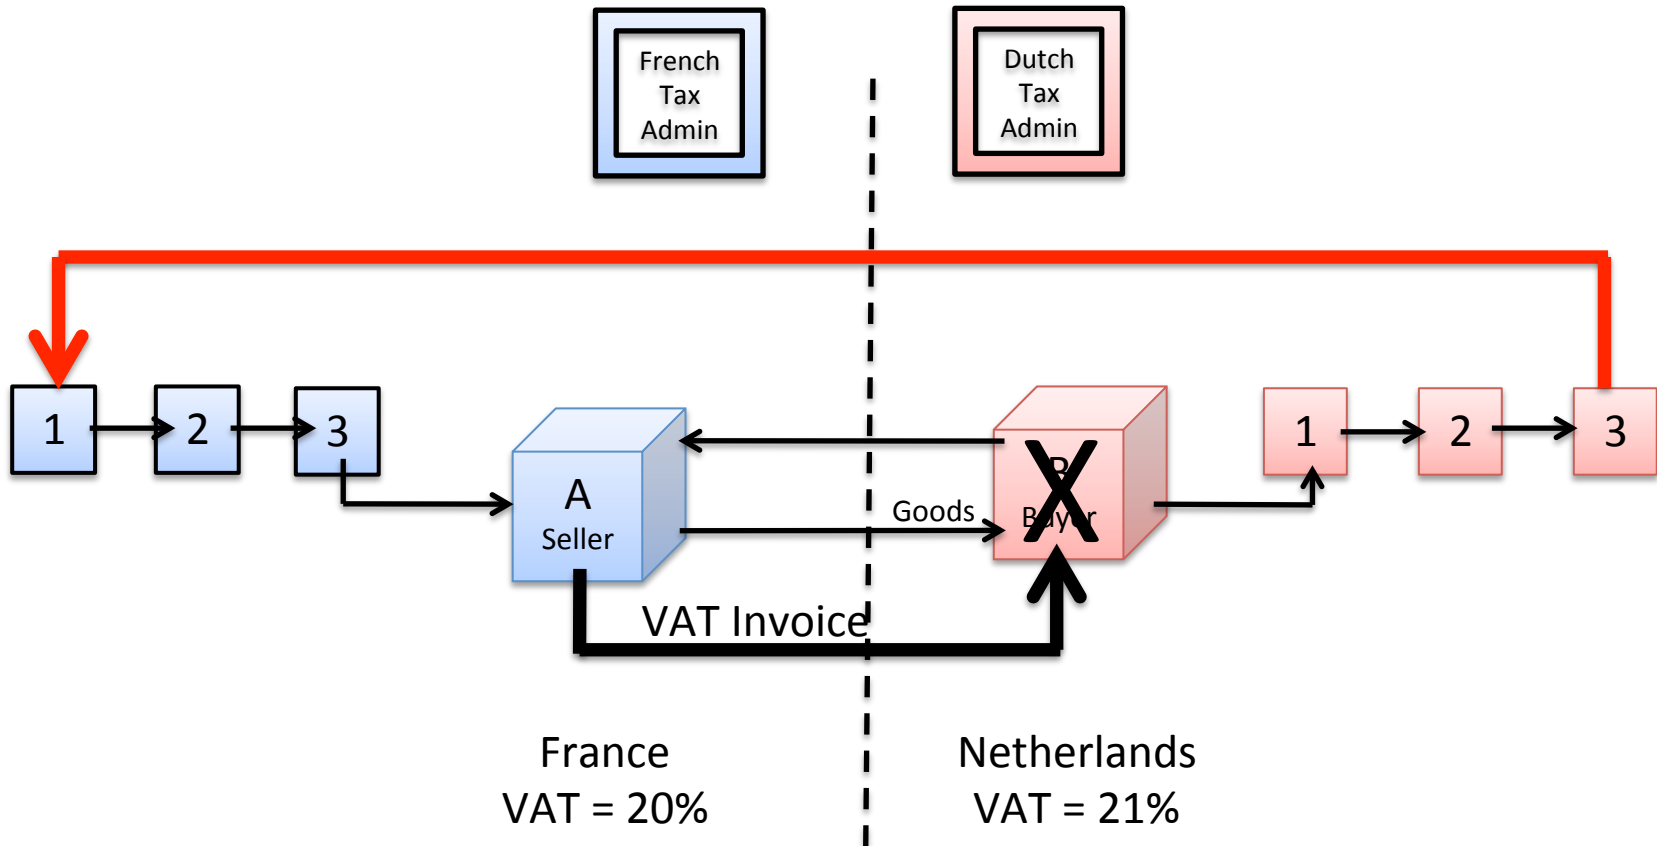 French
Tax
Admin
Dutch
Tax
Admin
1
2
3
A
Seller
Goods
B
Buyer
X
1
2
3
VAT Invoice
France
VAT = 20%
Netherlands
VAT = 21%